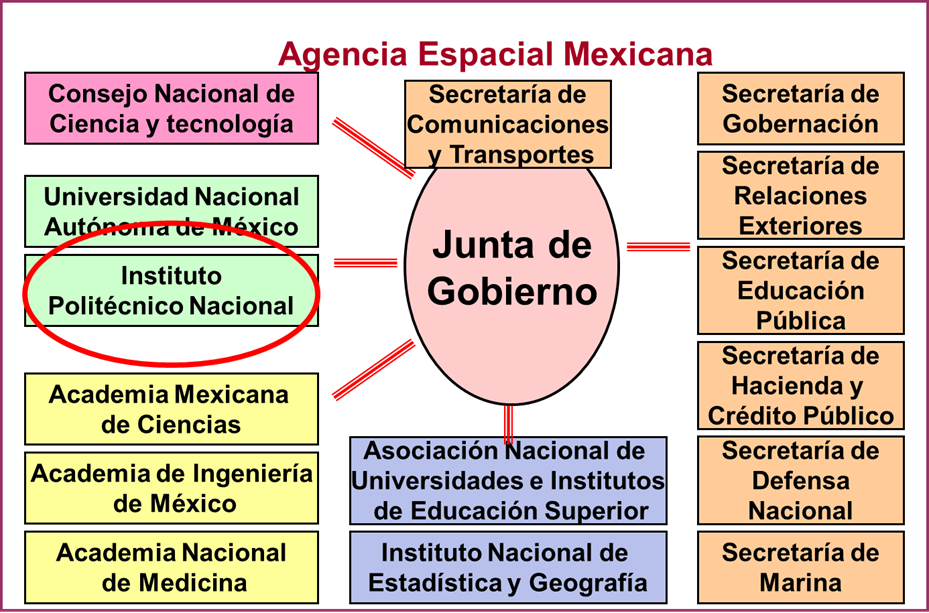 Agencia Espacial Mexicana
Consejo Nacional de
Ciencia y tecnología
Universidad Nacional
Autónoma de México
Instituto
Politécnico Nacional
Academia Mexicana
de Ciencias
Academia de Ingeniería
de México
Academia Nacional
de Medicina
Secretaría de
Comunicaciones
y Transportes
Junta de
Gobierno
Asociación Nacional de
Universidades e Institutos
de Educación Superior
Instituto Nacional de
Estadística y Geografía
Secretaría de
Gobernación
Secretaría de
Relaciones
Exteriores
Secretaría de
Educación
Pública
Secretaría de
Hacienda y
Crédito Público
Secretaría de
Defensa
Nacional
Secretaría de
Marina